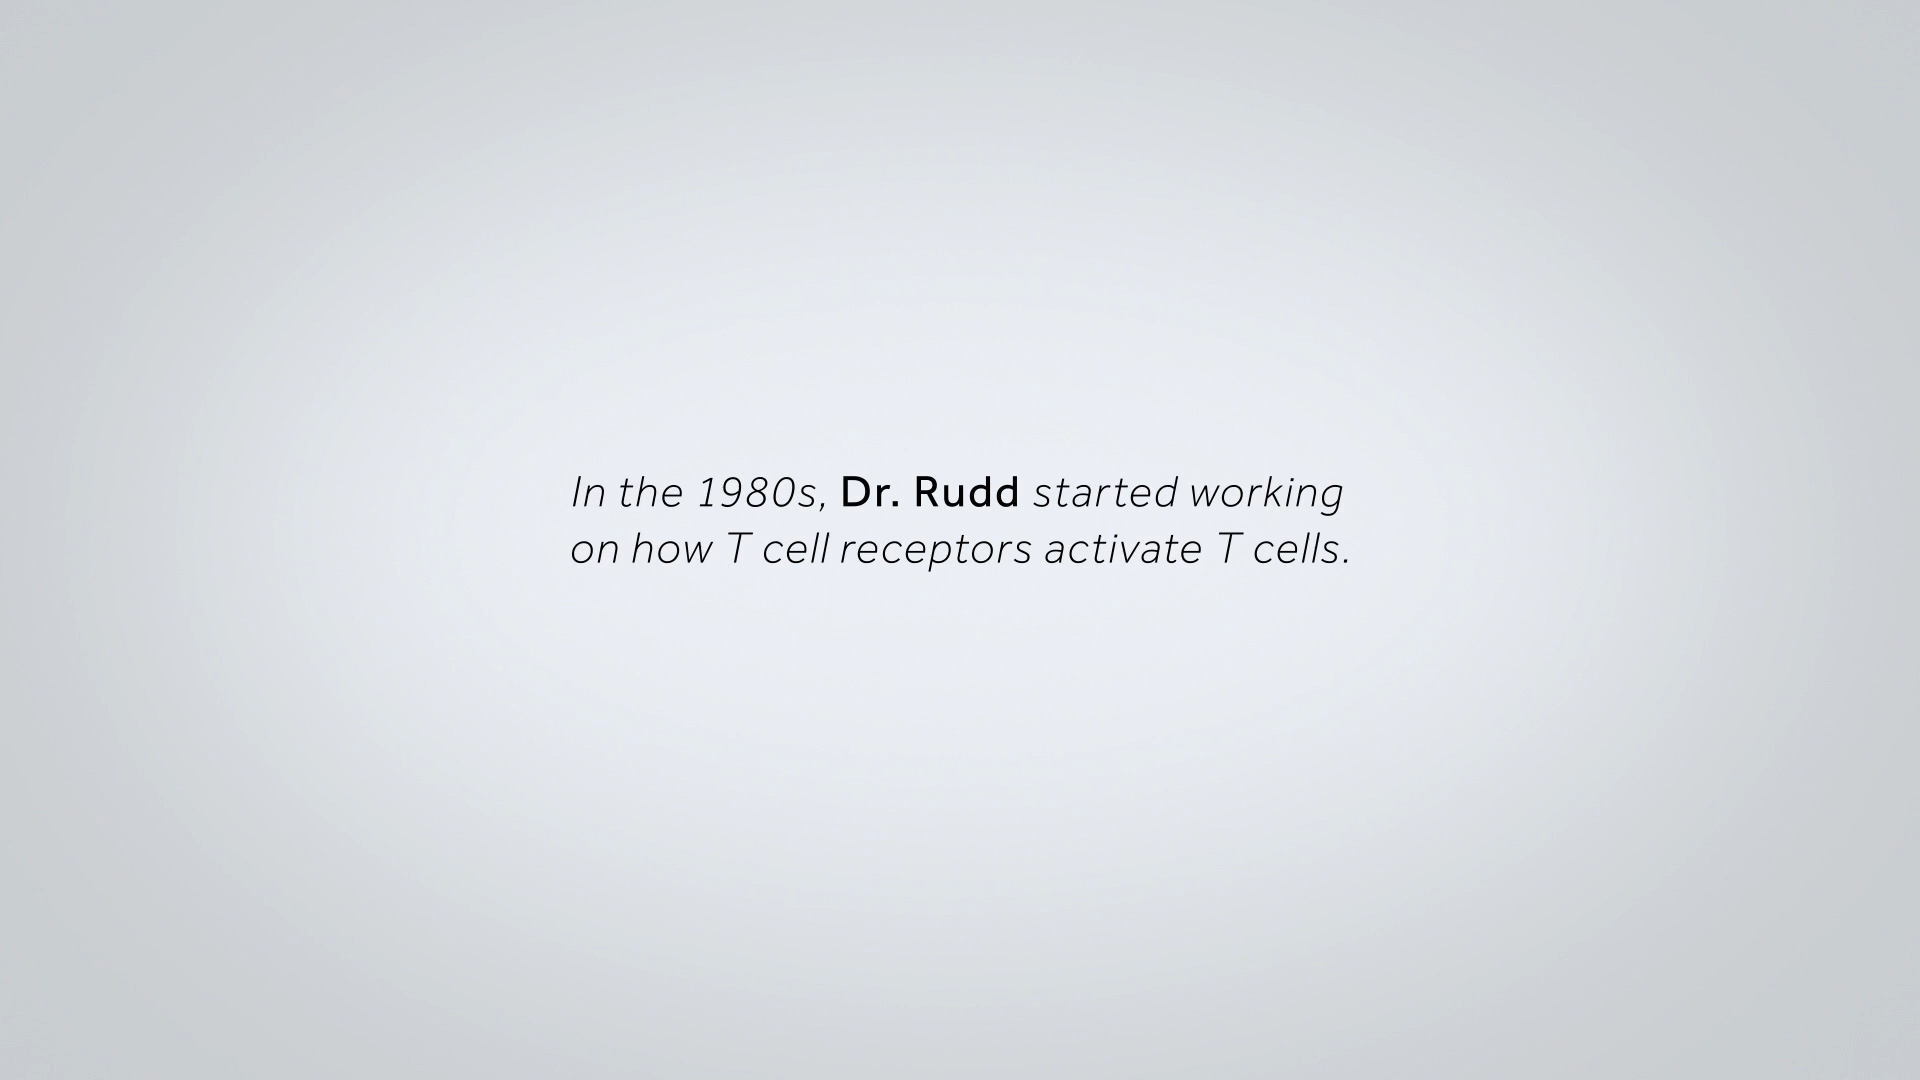 In the 1980s, Dr. Rudd started working
on how T cell receptors activate T cells.